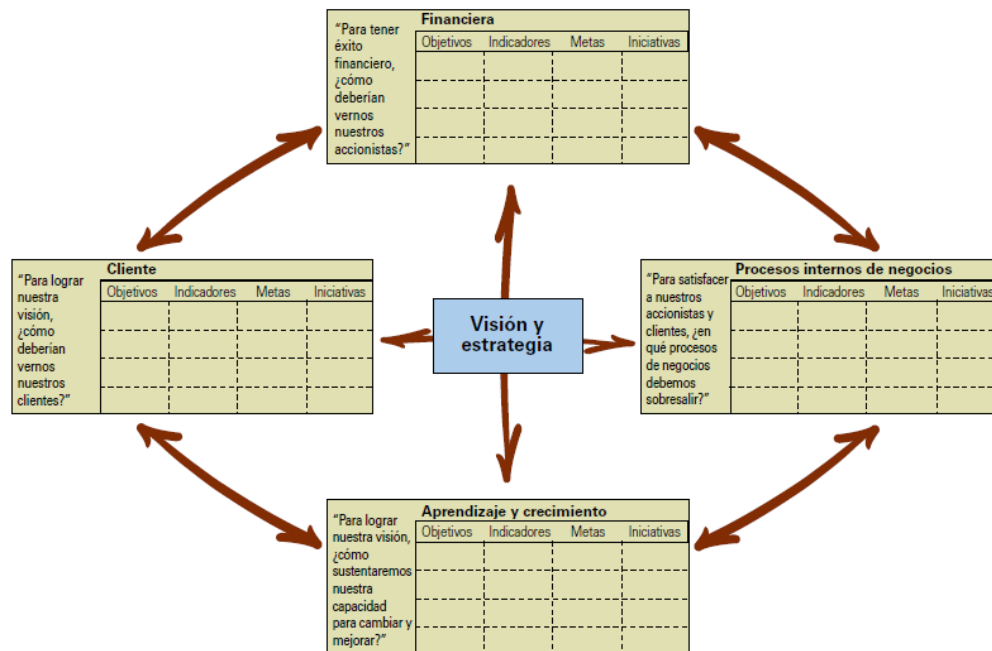 Financiera
“Para tener
éxito
financiero,
¿cómo
deberían
vernos
nuestros
accionistas?”
Objetivos Indicadores Metas Iniciativas
Cliente
“Para lograr
nuestra
visión,
¿cómo
deberían
vernos
nuestros
clientes?”
Objetivos Indicadores Metas Iniciativas
Visión y
estrategia
Procesos internos de negocios
“Para satisfacer
a nuestros
accionistas y
clientes, ¿en
qué procesos
de negocios
debemos
sobresalir?”
Objetivos Indicadores Metas Iniciativas
Aprendizaje y crecimiento
“Para lograr
nuestra visión,
¿cómo
sustentaremos
nuestra
capacidad
para cambiar y
mejorar?”
Objetivos Indicadores Metas Iniciativas